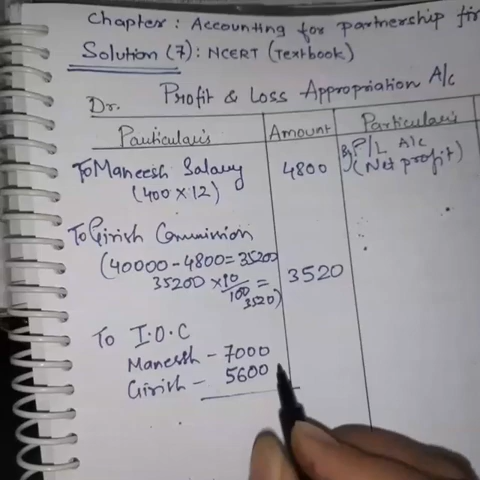 Chapter: Accounting for partnership fir
Solution (7): NCERT (Textbook)
Profit & Loss Appropriation A/c
Dr.
Particulars Amount Particulars
To Maneesh Salary 4800 By P/L A/c
(400 × 12) (Net profit)
To Girish Commission
(40000 - 4800 = 35200
35200 × 10/100 = 3520) 3520
To I.O.C
Maneesh - 7000
Girish - 5600